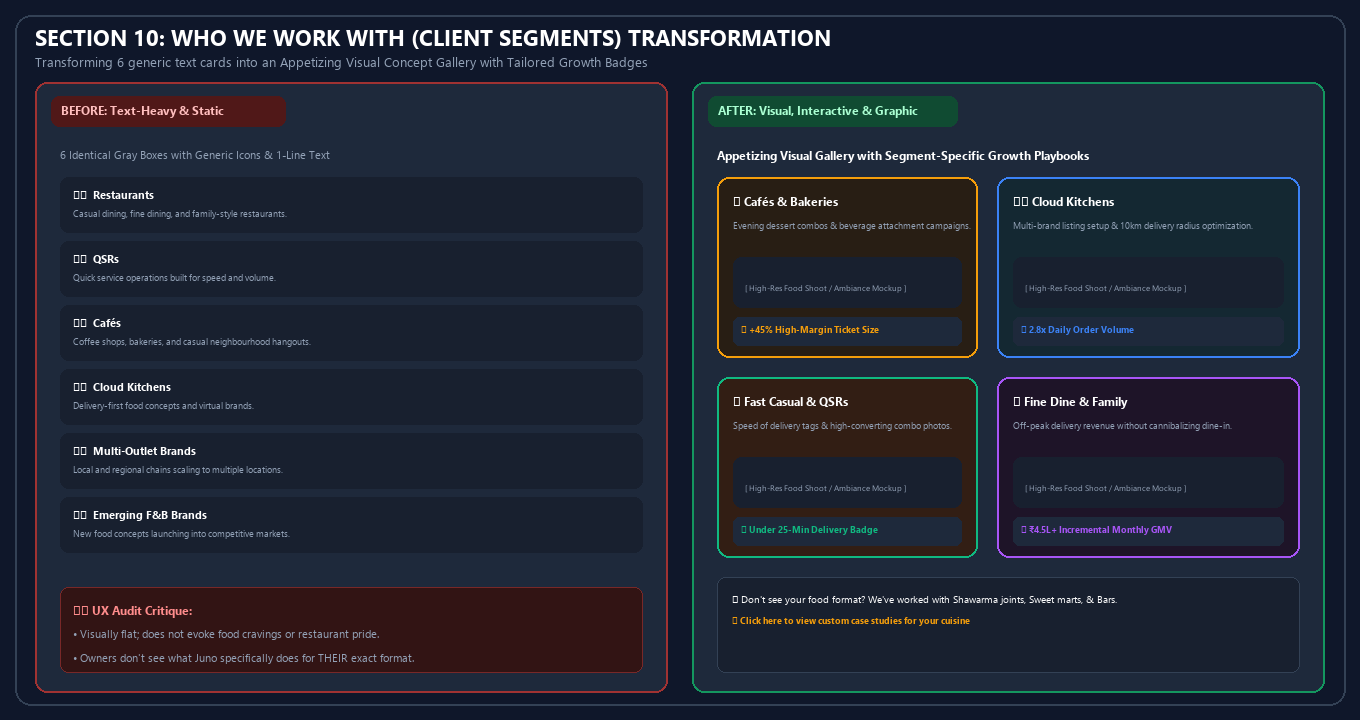 SECTION 10: WHO WE WORK WITH (CLIENT SEGMENTS) TRANSFORMATION
Transforming 6 generic text cards into an Appetizing Visual Concept Gallery with Tailored Growth Badges
BEFORE: Text-Heavy & Static
6 Identical Gray Boxes with Generic Icons & 1-Line Text
Restaurants
Casual dining, fine dining, and family-style restaurants.
QSRs
Quick service operations built for speed and volume.
Cafés
Coffee shops, bakeries, and casual neighbourhood hangouts.
Cloud Kitchens
Delivery-first food concepts and virtual brands.
Multi-Outlet Brands
Local and regional chains scaling to multiple locations.
Emerging F&B Brands
New food concepts launching into competitive markets.
UX Audit Critique:
• Visually flat; does not evoke food cravings or restaurant pride.
• Owners don't see what Juno specifically does for THEIR exact format.
AFTER: Visual, Interactive & Graphic
Appetizing Visual Gallery with Segment-Specific Growth Playbooks
Cafés & Bakeries
Evening dessert combos & beverage attachment campaigns.
[ High-Res Food Shoot / Ambiance Mockup ]
+45% High-Margin Ticket Size
Cloud Kitchens
Multi-brand listing setup & 10km delivery radius optimization.
[ High-Res Food Shoot / Ambiance Mockup ]
2.8x Daily Order Volume
Fast Casual & QSRs
Speed of delivery tags & high-converting combo photos.
[ High-Res Food Shoot / Ambiance Mockup ]
Under 25-Min Delivery Badge
Fine Dine & Family
Off-peak delivery revenue without cannibalizing dine-in.
[ High-Res Food Shoot / Ambiance Mockup ]
₹4.5L+ Incremental Monthly GMV
Don't see your food format? We've worked with Shawarma joints, Sweet marts, & Bars.
Click here to view custom case studies for your cuisine